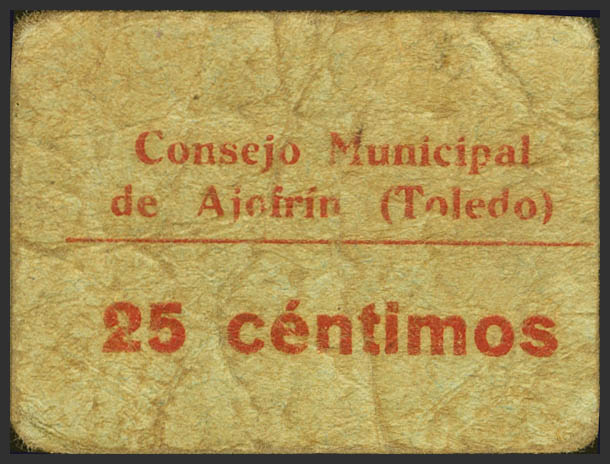 Consejo Municipal
de Ajofrín (Toledo)
25 céntimos